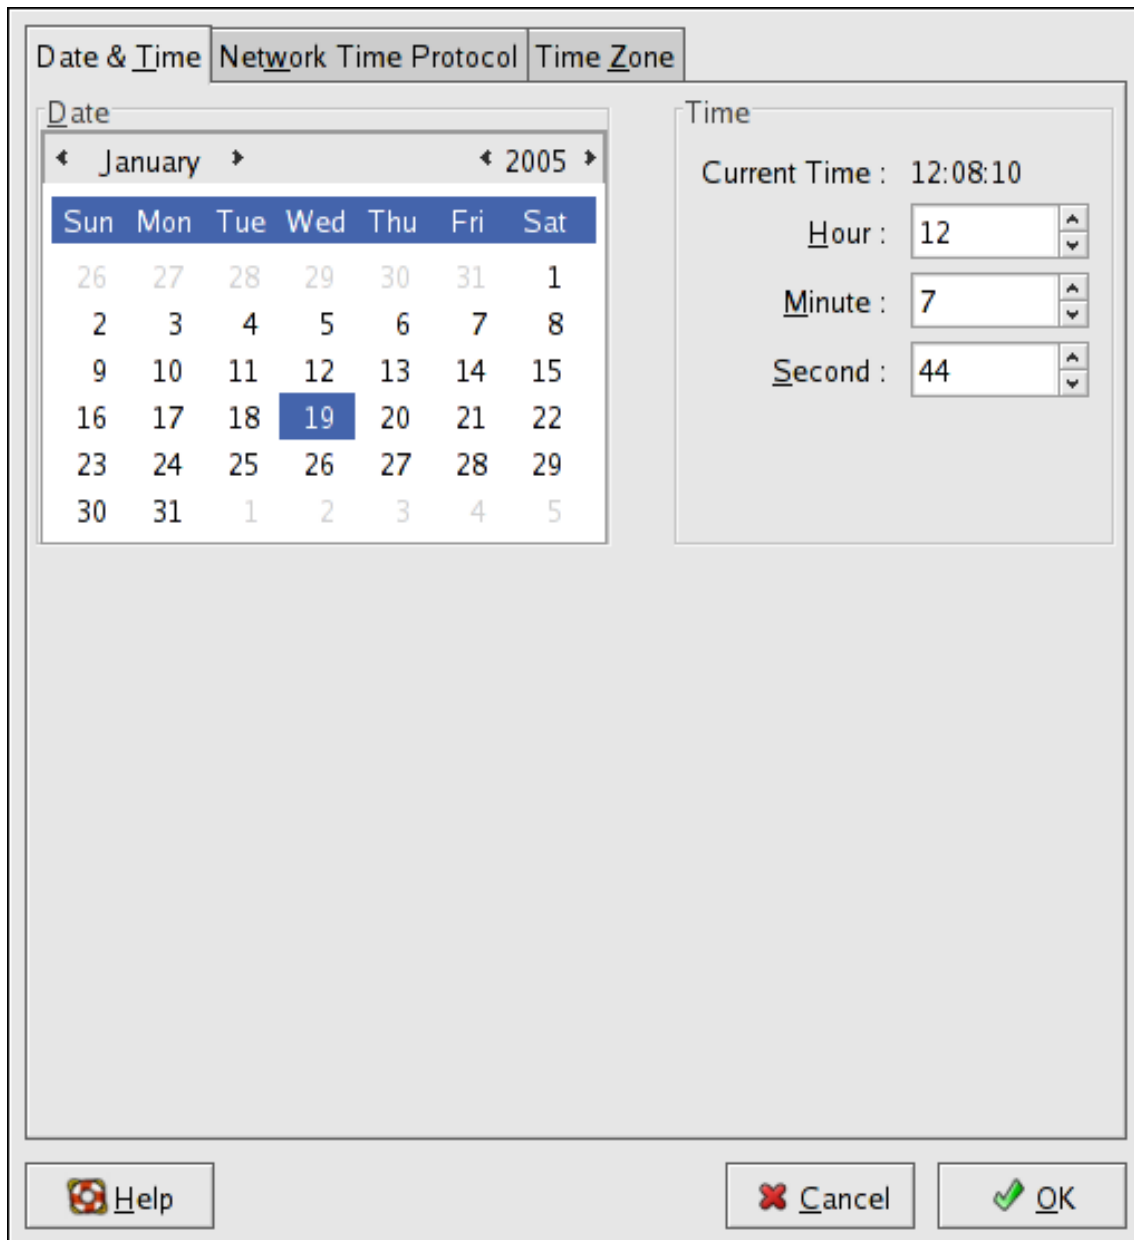 Date & Time Network Time Protocol Time Zone
Date
January 2005
Sun Mon Tue Wed Thu Fri Sat
26 27 28 29 30 31 1
2 3 4 5 6 7 8
9 10 11 12 13 14 15
16 17 18 19 20 21 22
23 24 25 26 27 28 29
30 31 1 2 3 4 5
Time
Current Time : 12:08:10
Hour : 12
Minute : 7
Second : 44
Help Cancel OK